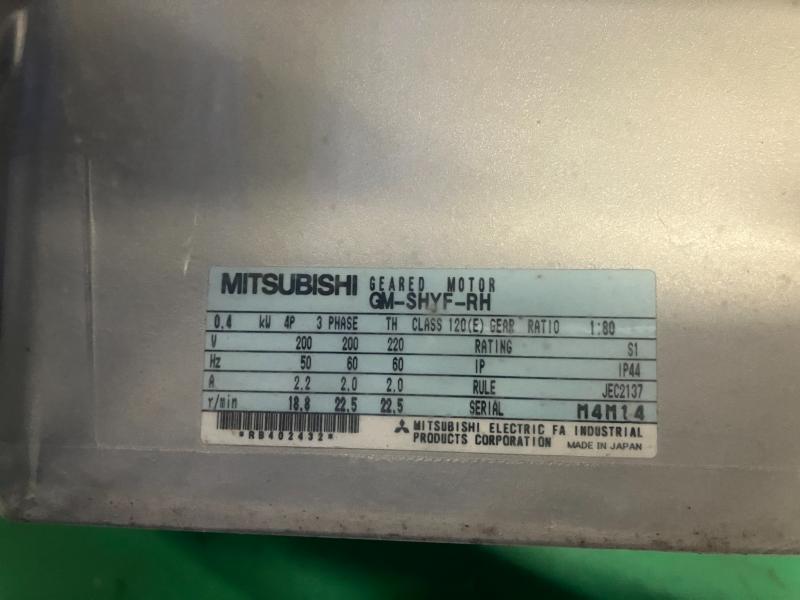 MITSUBISHI GEARED MOTOR
GM-SHYF-RH
0.4 kW 4P 3 PHASE TH CLASS 120(E) GEAR RATIO 1:80
V 200 200 220 RATING S1
Hz 50 60 60 IP IP44
A 2.2 2.0 2.0 RULE JEC2137
r/min 18.8 22.5 22.5 SERIAL M4M14
*RB402432*
MITSUBISHI ELECTRIC FA INDUSTRIAL
PRODUCTS CORPORATION MADE IN JAPAN